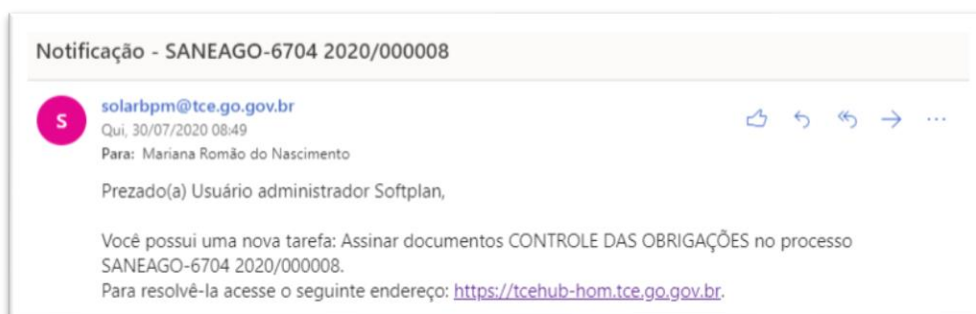 Notificação - SANEAGO-6704 2020/000008
S
solarbpm@tce.go.gov.br
Qui, 30/07/2020 08:49
Para: Mariana Romão do Nascimento
Prezado(a) Usuário administrador Softplan,
Você possui uma nova tarefa: Assinar documentos CONTROLE DAS OBRIGAÇÕES no processo
SANEAGO-6704 2020/000008.
Para resolvê-la acesse o seguinte endereço: https://tcehub-hom.tce.go.gov.br.